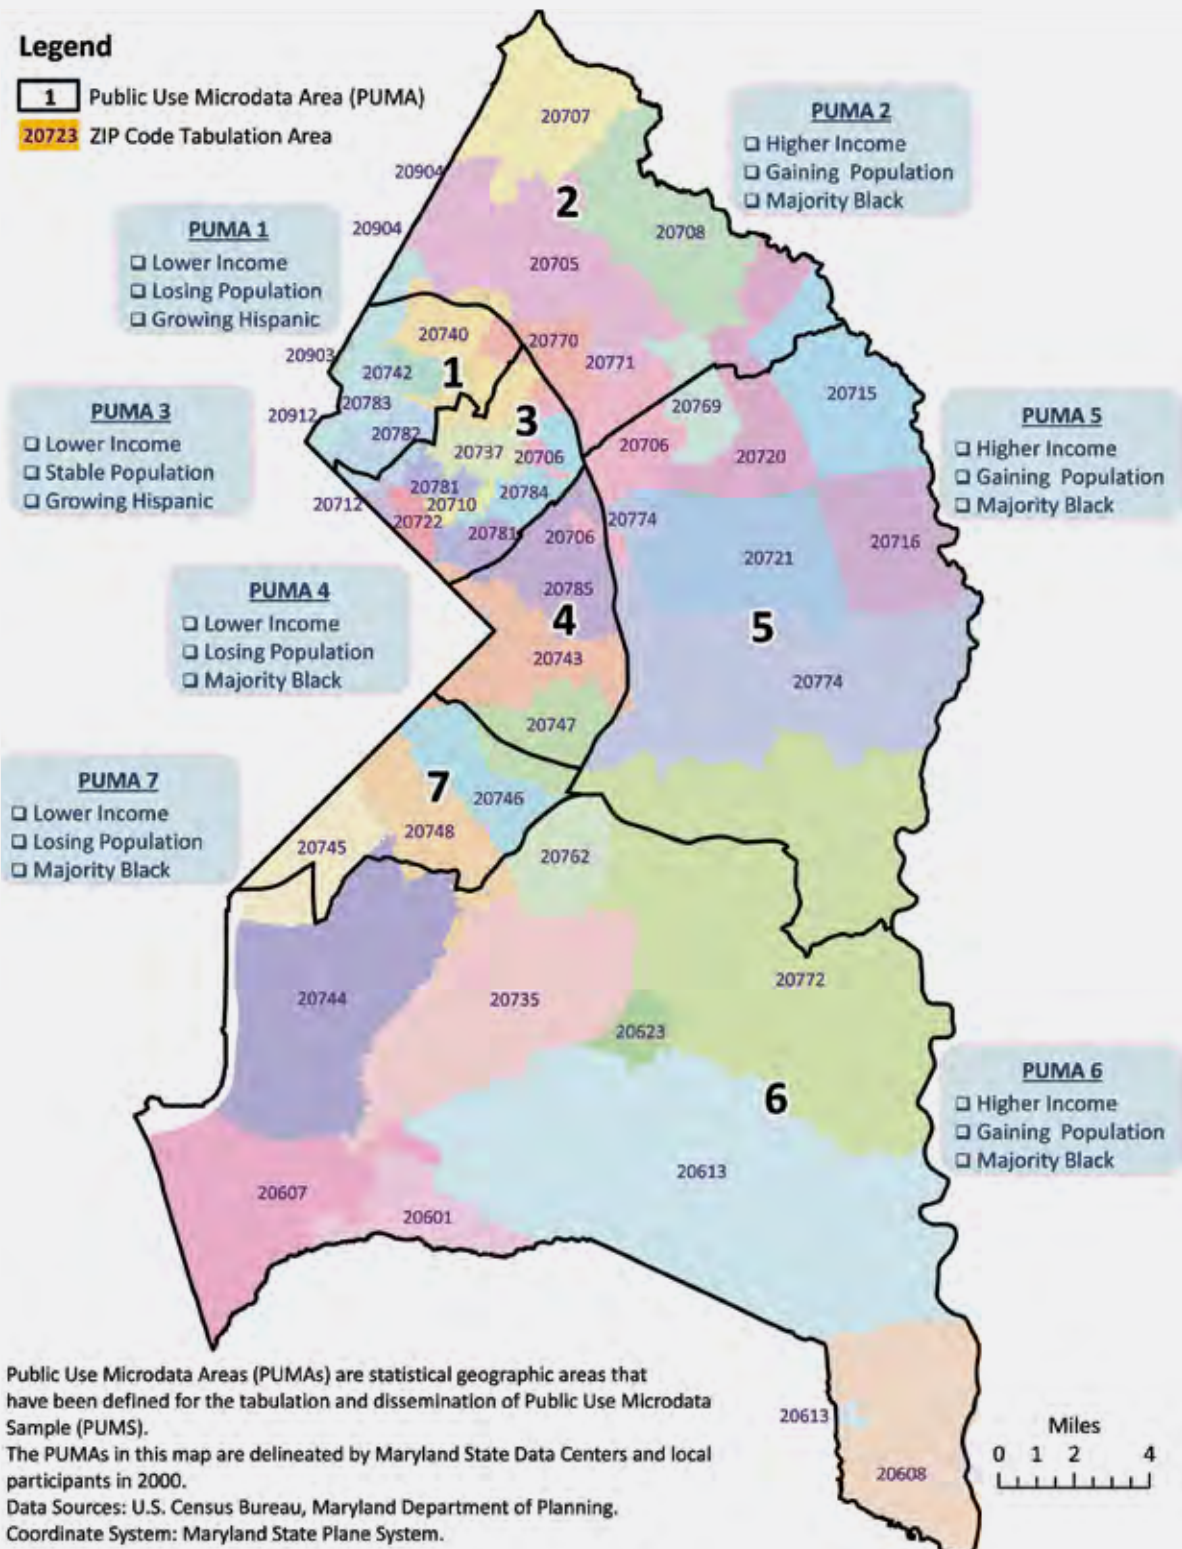 Legend
1 Public Use Microdata Area (PUMA)
20723 ZIP Code Tabulation Area
20707
PUMA 2
Higher Income
Gaining Population
Majority Black
20904
2
20904
20708
20705
PUMA 1
Lower Income
Losing Population
Growing Hispanic
20740
20770
20771
20903
20742
1
20715
20783
20769
20912
20782
3
PUMA 3
Lower Income
Stable Population
Growing Hispanic
20737
20706
20706
20720
PUMA 5
Higher Income
Gaining Population
Majority Black
20781
20784
20712
20710
20722
20774
20781
20706
20721
20716
PUMA 4
Lower Income
Losing Population
Majority Black
20785
4
5
20743
20774
20747
PUMA 7
Lower Income
Losing Population
Majority Black
7
20746
20748
20745
20762
20772
20744
20735
20623
6
PUMA 6
Higher Income
Gaining Population
Majority Black
20613
20607
20601
Public Use Microdata Areas (PUMAs) are statistical geographic areas that
have been defined for the tabulation and dissemination of Public Use Microdata
Sample (PUMS).
The PUMAs in this map are delineated by Maryland State Data Centers and local
participants in 2000.
Data Sources: U.S. Census Bureau, Maryland Department of Planning.
Coordinate System: Maryland State Plane System.
20613
20608
Miles
0 1 2 4